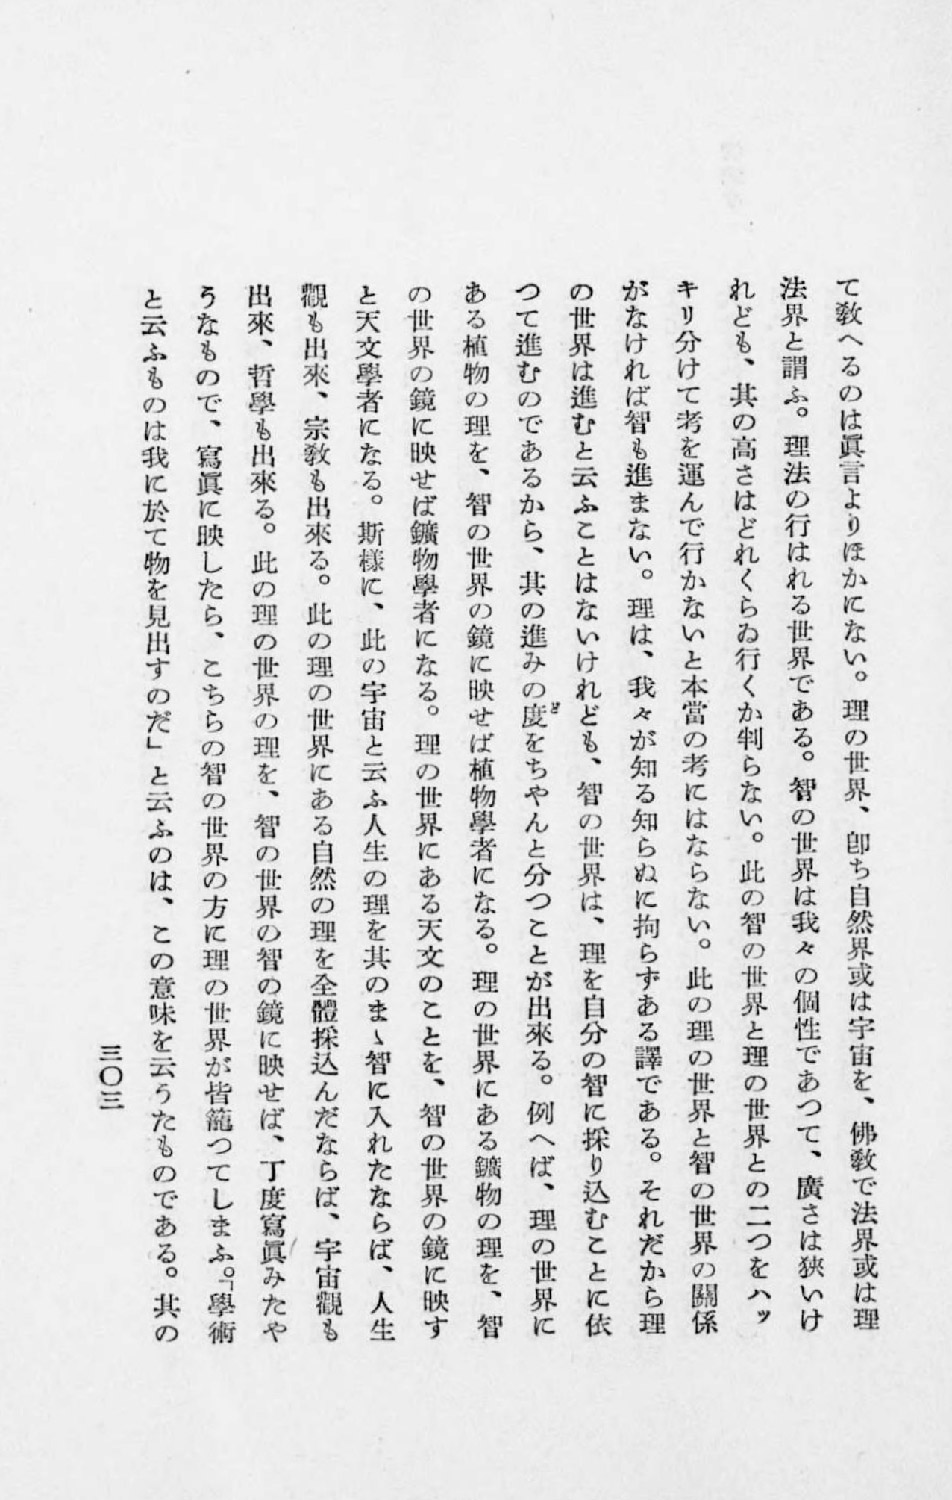 て敎へるのは眞言よりほかにない。理の世界、卽ち自然界或は宇宙を、佛敎で法界或は理
法界と謂ふ。理法の行はれる世界である。智の世界は我々の個性であつて、廣さは狹いけ
れども、其の高さはどれくらゐ行くか判らない。此の智の世界と理の世界との二つをハッ
キリ分けて考を運んで行かないと本當の考にはならない。此の理の世界と智の世界の關係
がなければ智も進まない。理は、我々が知る知らぬに拘らずある譯である。それだから理
の世界は進むと云ふことはないけれども、智の世界は、理を自分の智に採り込むことに依
つて進むのであるから、其の進みの度をちやんと分つことが出來る。例へば、理の世界に
ある植物の理を、智の世界の鏡に映せば植物學者になる。理の世界にある鑛物の理を、智
の世界の鏡に映せば鑛物學者になる。理の世界にある天文のことを、智の世界の鏡に映す
と天文學者になる。斯樣に、此の宇宙と云ふ人生の理を其のまゝ智に入れたならば、人生
觀も出來、宗敎も出來る。此の理の世界にある自然の理を全體採込んだならば、宇宙觀も
出來、哲學も出來る。此の理の世界の理を、智の世界の智の鏡に映せば、丁度寫眞みたや
うなもので、寫眞に映したら、こちらの智の世界の方に理の世界が皆籠つてしまふ。「學術
と云ふものは我に於て物を見出すのだ」と云ふのは、この意味を云うたものである。其の
三〇三